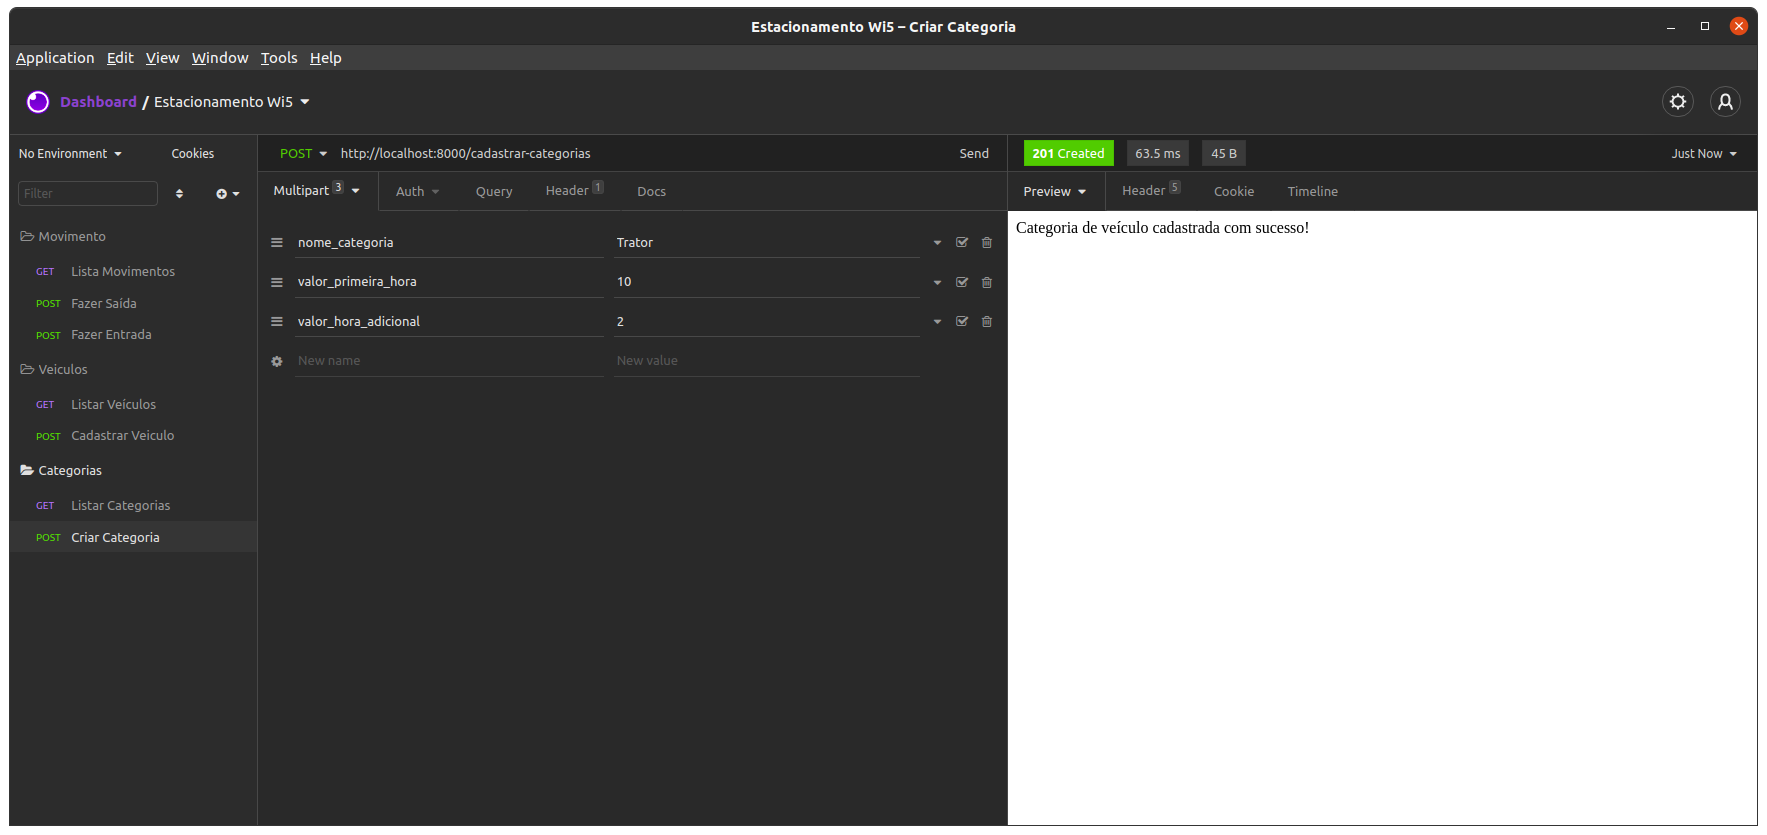 Estacionamento Wi5 – Criar Categoria
Application Edit View Window Tools Help
Dashboard / Estacionamento Wi5
No Environment Cookies
Filter
Movimento
GET Lista Movimentos
POST Fazer Saída
POST Fazer Entrada
Veiculos
GET Listar Veículos
POST Cadastrar Veiculo
Categorias
GET Listar Categorias
POST Criar Categoria
POST http://localhost:8000/cadastrar-categorias Send
Multipart 3 Auth Query Header 1 Docs
nome_categoria Trator
valor_primeira_hora 10
valor_hora_adicional 2
New name New value
201 Created 63.5 ms 45 B Just Now
Preview Header 5 Cookie Timeline
Categoria de veículo cadastrada com sucesso!